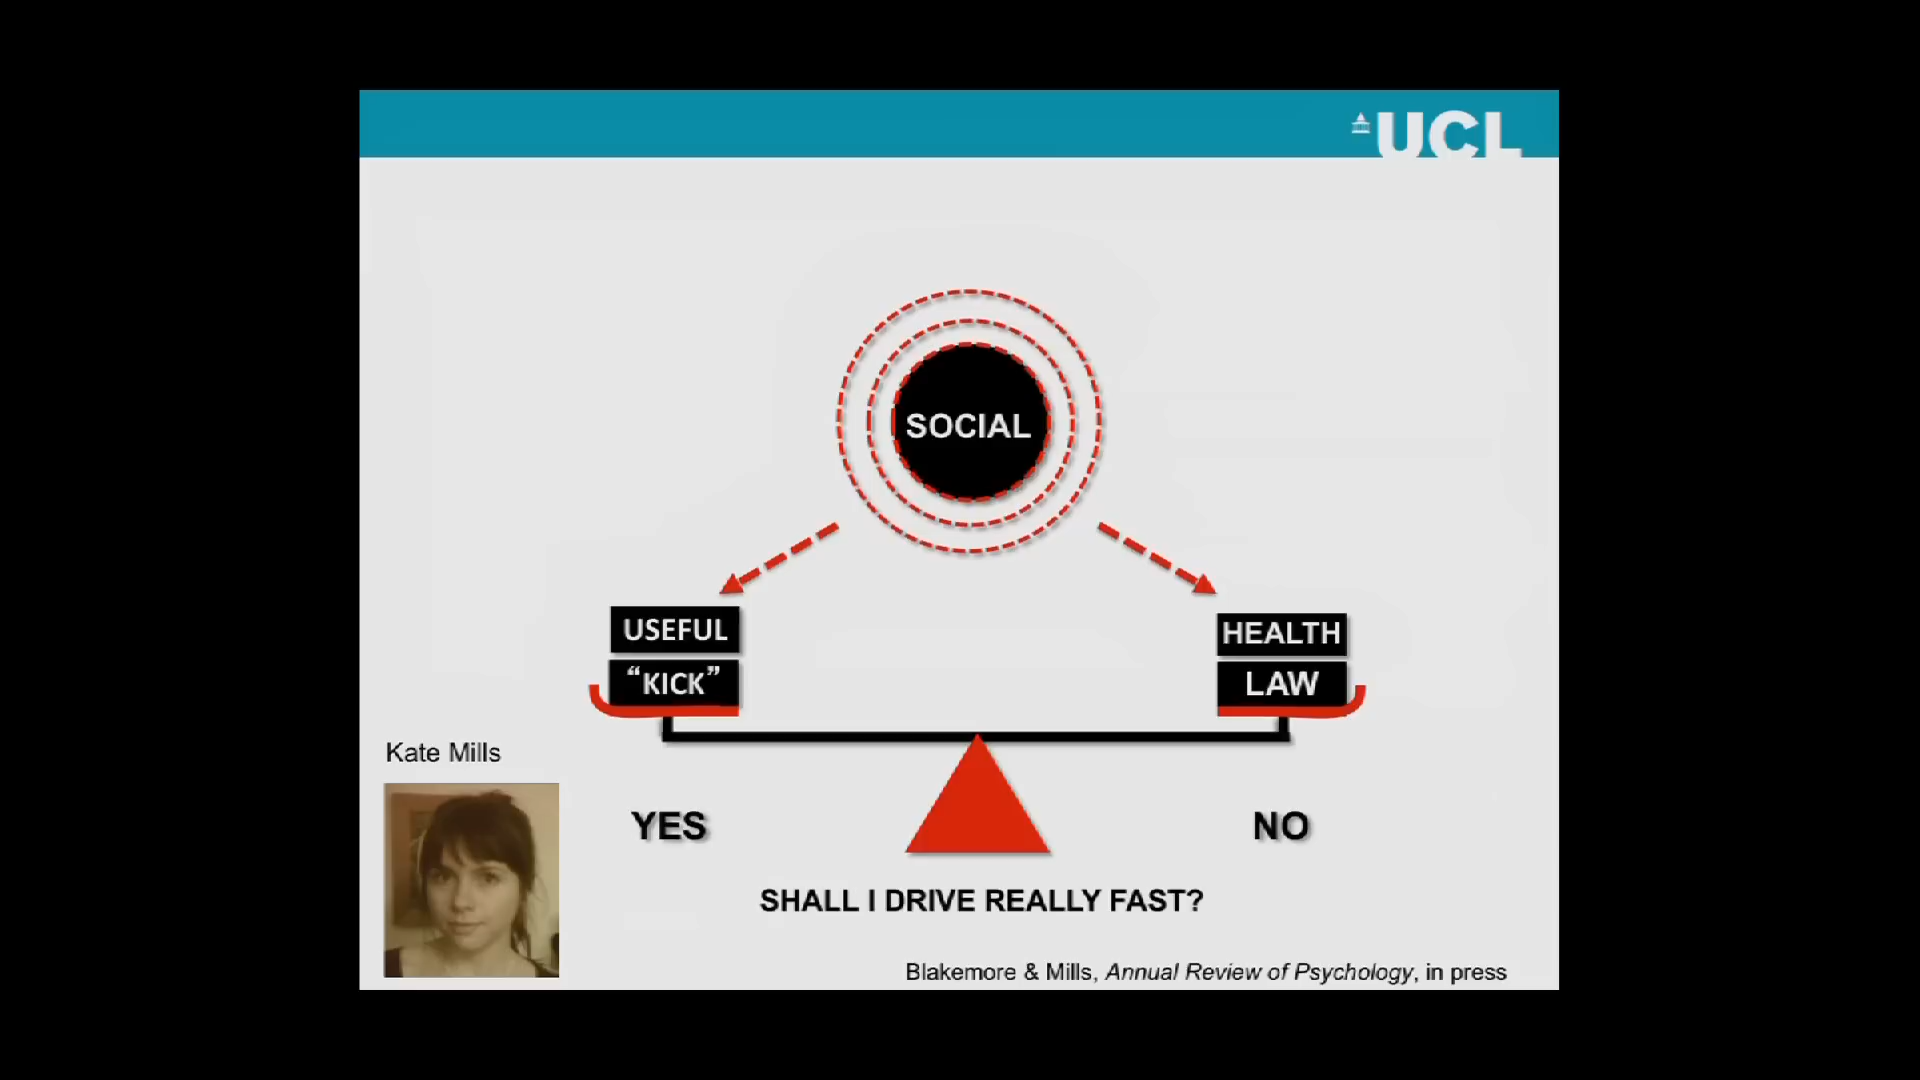 UCL
SOCIAL
USEFUL
“KICK”
HEALTH
LAW
Kate Mills
YES
NO
SHALL I DRIVE REALLY FAST?
Blakemore & Mills, Annual Review of Psychology, in press